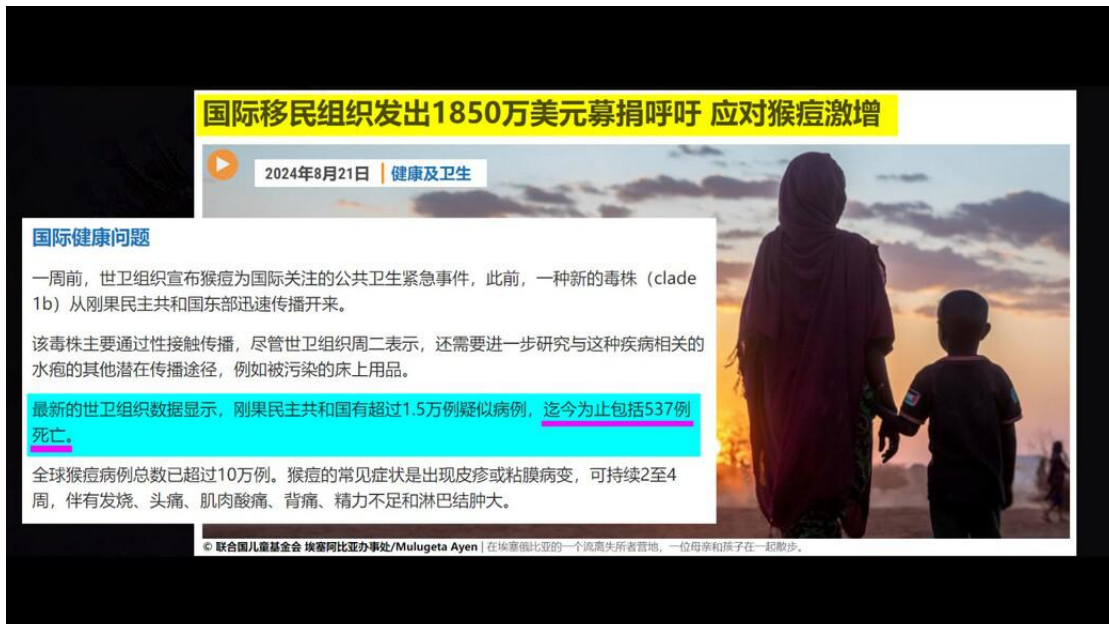 国际移民组织发出1850万美元募捐呼吁 应对猴痘激增
2024年8月21日 | 健康及卫生
国际健康问题
一周前，世卫组织宣布猴痘为国际关注的公共卫生紧急事件，此前，一种新的毒株（clade
1b）从刚果民主共和国东部迅速传播开来。
该毒株主要通过性接触传播，尽管世卫组织周二表示，还需要进一步研究与这种疾病相关的
水疱的其他潜在传播途径，例如被污染的床上用品。
最新的世卫组织数据显示，刚果民主共和国有超过1.5万例疑似病例，迄今为止包括537例
死亡。
全球猴痘病例总数已超过10万例。猴痘的常见症状是出现皮疹或粘膜病变，可持续2至4
周，伴有发烧、头痛、肌肉酸痛、背痛、精力不足和淋巴结肿大。
© 联合国儿童基金会 埃塞阿比亚办事处/Mulugeta Ayen | 在埃塞俄比亚的一个流离失所者营地，一位母亲和孩子在一起散步。